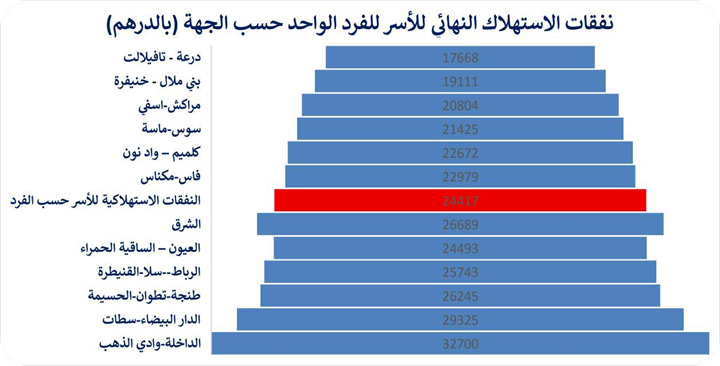 نفقات الاستهلاك النهائي للأسر للفرد الواحد حسب الجهة (بالدرهم)
درعة - تافيلالت 17668
بني ملال - خنيفرة 19111
مراكش-اسفي 20804
سوس-ماسة 21425
كلميم – واد نون 22672
فاس-مكناس 22979
النفقات الاستهلاكية للأسر حسب الفرد 24417
الشرق 26689
العيون – الساقية الحمراء 24493
الرباط--سلا-القنيطرة 25743
طنجة-تطوان-الحسيمة 26245
الدار البيضاء-سطات 29325
الداخلة-وادي الذهب 32700